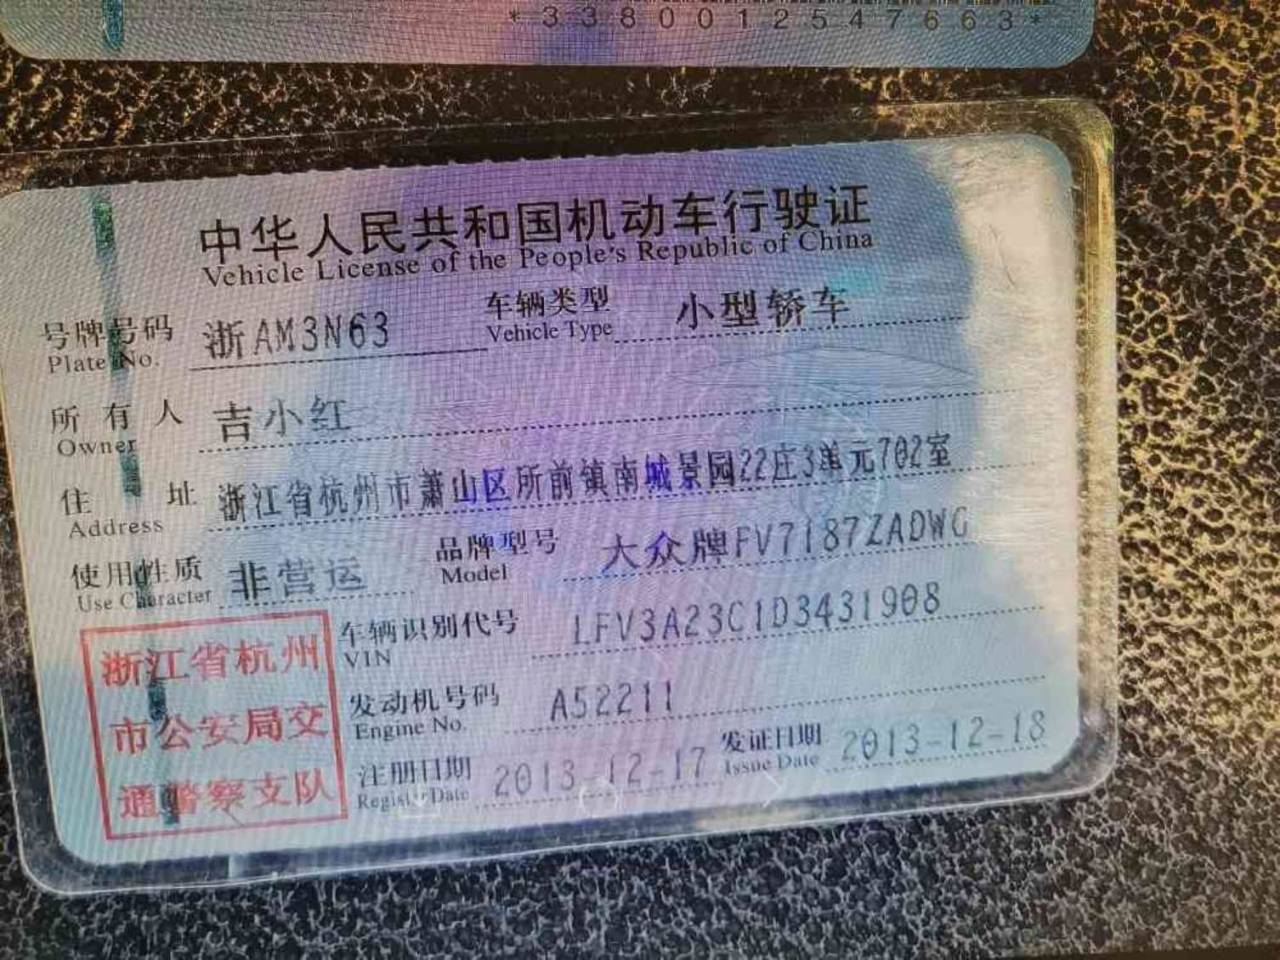 *3380012547663*
中华人民共和国机动车行驶证
Vehicle License of the People's Republic of China
号牌号码 浙AM3N63 车辆类型 小型轿车
Plate No. Vehicle Type
所有人 吉小红
Owner
住址 浙江省杭州市萧山区所前镇南城景园22庄3单元702室
Address
使用性质 非营运 品牌型号 大众牌FV7187ZADWG
Use Character Model
车辆识别代号 LFV3A23C1D3431908
VIN
发动机号码 A52211
Engine No.
注册日期 2013-12-17 发证日期 2013-12-18
Register Date Issue Date
浙江省杭州
市公安局交
通警察支队